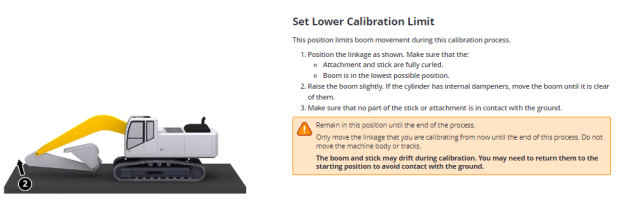 Set Lower Calibration Limit
This position limits boom movement during this calibration process.
1. Position the linkage as shown. Make sure that the:
Attachment and stick are fully curled.
Boom is in the lowest possible position.
2. Raise the boom slightly. If the cylinder has internal dampeners, move the boom until it is clear
of them.
3. Make sure that no part of the stick or attachment is in contact with the ground.
Remain in this position until the end of the process.
Only move the linkage that you are calibrating from now until the end of this process. Do not
move the machine body or tracks.
The boom and stick may drift during calibration. You may need to return them to the
starting position to avoid contact with the ground.
2